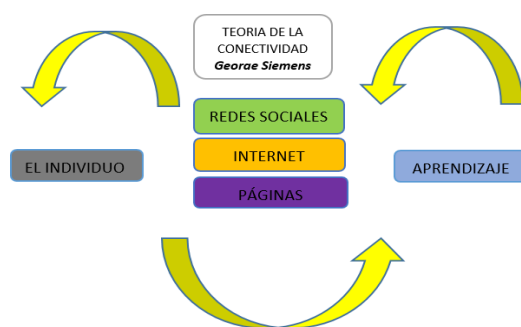 TEORIA DE LA
CONECTIVIDAD
Georae Siemens
REDES SOCIALES
EL INDIVIDUO
INTERNET
APRENDIZAJE
PÁGINAS